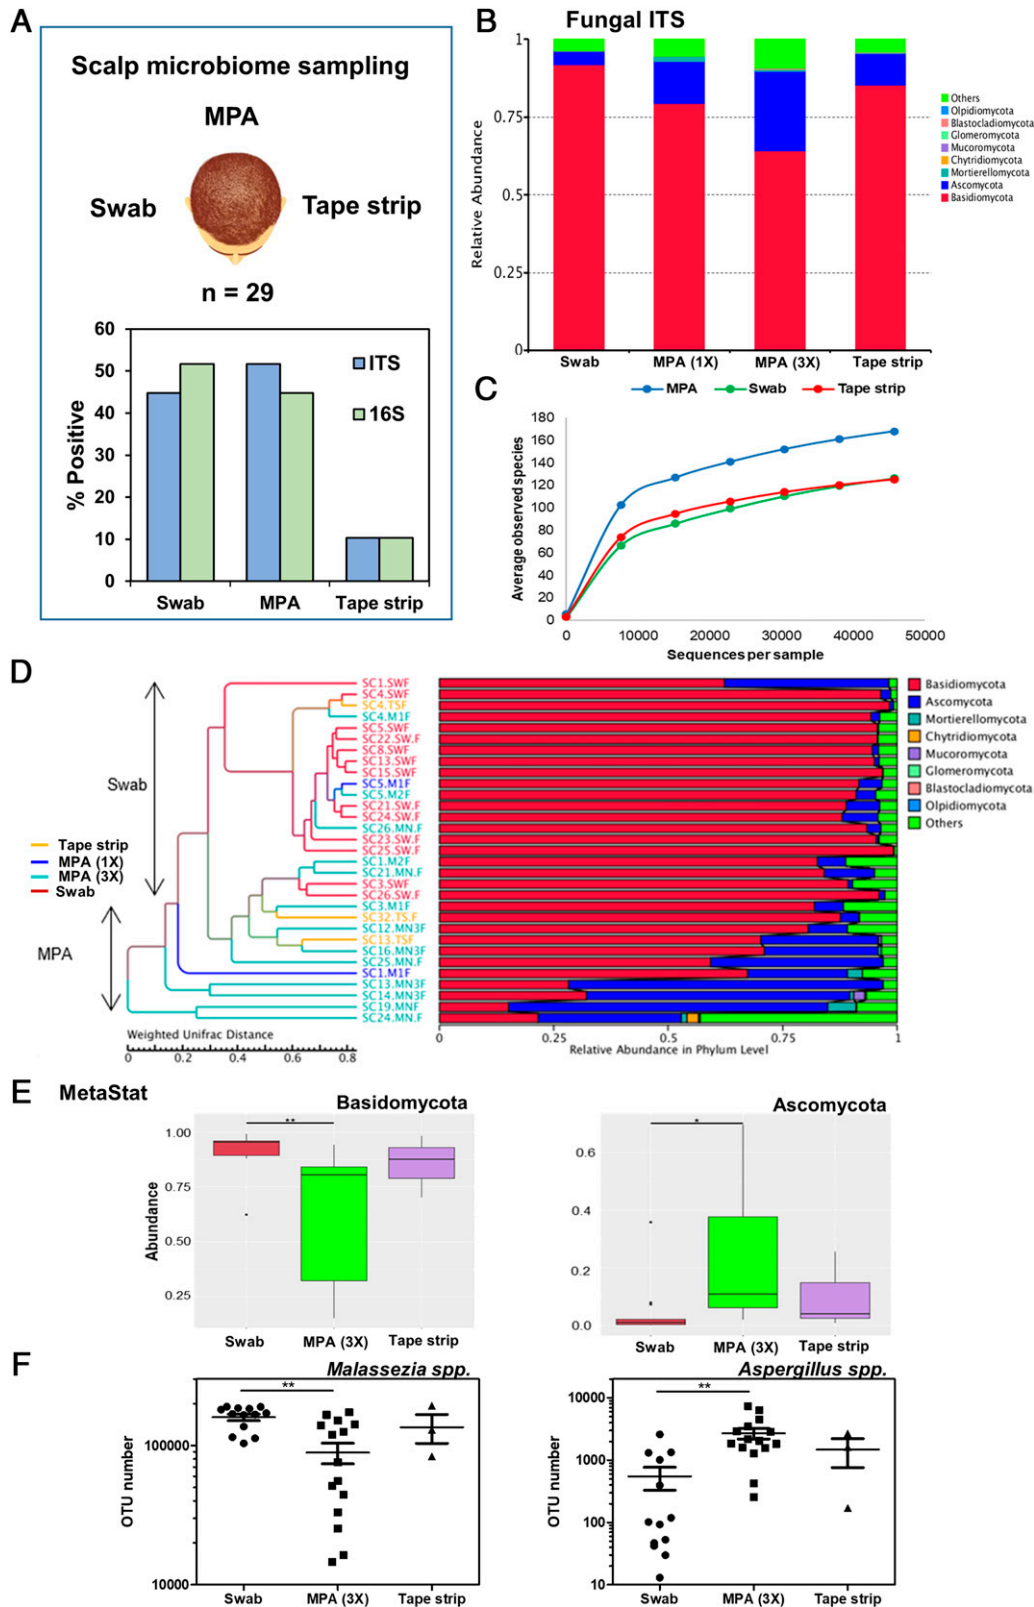 A
Scalp microbiome sampling
MPA
Swab
Tape strip
n = 29
60
50
40
30
20
10
0
% Positive
ITS
16S
Swab
MPA
Tape strip
B
Fungal ITS
1
0.75
0.5
0.25
0
Relative Abundance
Swab
MPA (1X)
MPA (3X)
Tape strip
Others
Olpidiomycota
Blastocladiomycota
Glomeromycota
Mucoromycota
Chytridiomycota
Mortierellomycota
Ascomycota
Basidiomycota
C
MPA
Swab
Tape strip
180
160
140
120
100
80
60
40
20
0
Average observed species
0
10000
20000
30000
40000
50000
Sequences per sample
D
Swab
MPA
Tape strip
MPA (1X)
MPA (3X)
Swab
SC1.SWF
SC4.SWF
SC4.TSF
SC4.M1F
SC5.SWF
SC22.SW.F
SC8.SWF
SC13.SWF
SC15.SWF
SC5.M1F
SC5.M2F
SC21.SW.F
SC24.SW.F
SC26.MN.F
SC23.SW.F
SC25.SW.F
SC1.M2F
SC21.MN.F
SC3.SWF
SC26.SW.F
SC3.M1F
SC32.TS.F
SC12.MN3F
SC13.TSF
SC16.MN3F
SC25.MN.F
SC1.M1F
SC13.MN3F
SC14.MN3F
SC19.MNF
SC24.MN.F
Weighted Unifrac Distance
0
0.2
0.4
0.6
0.8
0
0.25
0.5
0.75
1
Relative Abundance in Phylum Level
Basidiomycota
Ascomycota
Mortierellomycota
Chytridiomycota
Mucoromycota
Glomeromycota
Blastocladiomycota
Olpidiomycota
Others
E
MetaStat
Basidomycota
**
1.00
0.75
0.50
0.25
Abundance
Swab
MPA (3X)
Tape strip
Ascomycota
*
0.6
0.4
0.2
0.0
Swab
MPA (3X)
Tape strip
F
Malassezia spp.
**
100000
10000
OTU number
Swab
MPA (3X)
Tape strip
Aspergillus spp.
**
10000
1000
100
10
OTU number
Swab
MPA (3X)
Tape strip